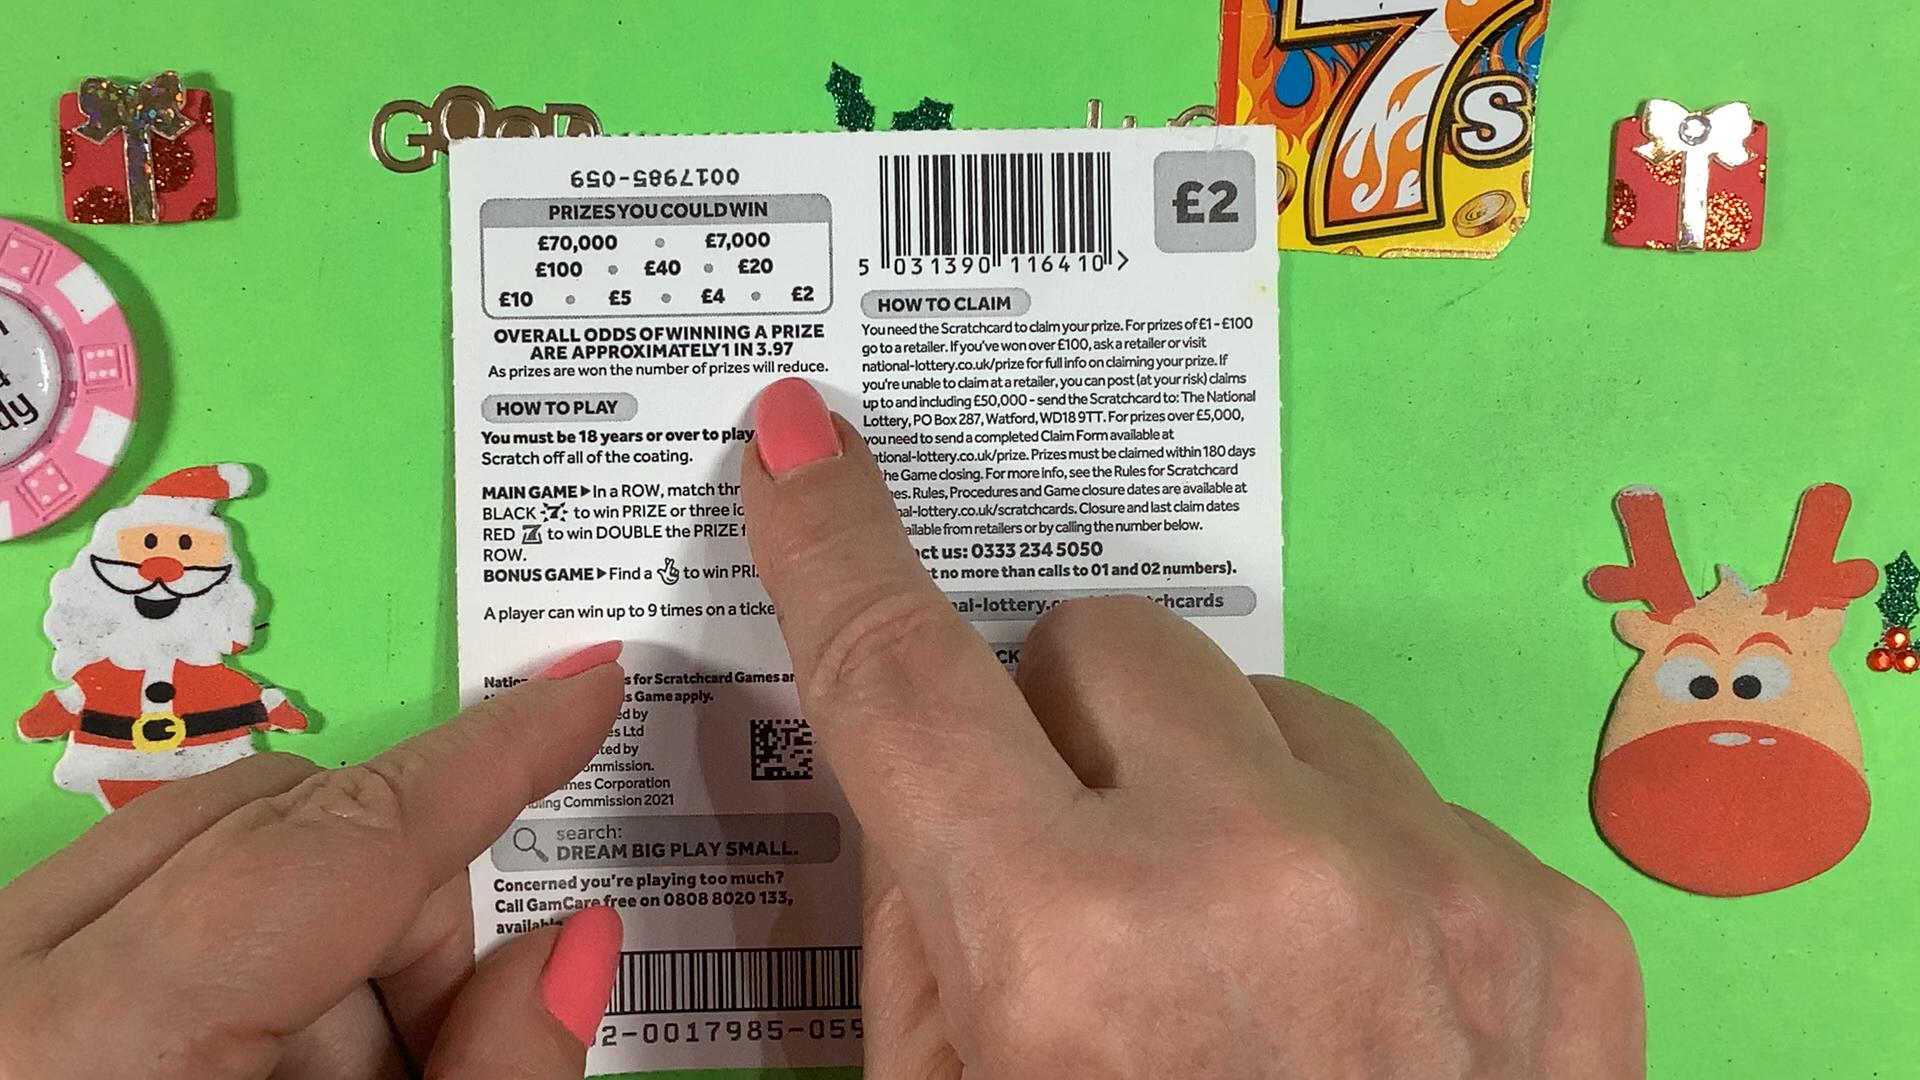 GOOD
7s
0017985-059
PRIZES YOU COULD WIN
£70,000 • £7,000
£100 • £40 • £20
£10 • £5 • £4 • £2
OVERALL ODDS OF WINNING A PRIZE
ARE APPROXIMATELY 1 IN 3.97
As prizes are won the number of prizes will reduce.
HOW TO PLAY
You must be 18 years or over to play
Scratch off all of the coating.
MAIN GAME ▶ In a ROW, match
BLACK 7 to win PRIZE or three
RED 7 to win DOUBLE the PRIZE
ROW.
BONUS GAME ▶ Find a to win
A player can win up to 9 times on a
for Scratchcard Games
Game apply.
by
Ltd
by
Corporation
Commission 2021
search:
DREAM BIG PLAY SMALL.
Concerned you're playing too much?
Call GamCare free on 0808 8020 133,
2-0017985-059
5 031390 116410 >
£2
HOW TO CLAIM
You need the Scratchcard to claim your prize. For prizes of £1 - £100
go to a retailer. If you've won over £100, ask a retailer or visit
national-lottery.co.uk/prize for full info on claiming your prize. If
you're unable to claim at a retailer, you can post (at your risk) claims
up to and including £50,000 - send the Scratchcard to: The National
Lottery, PO Box 287, Watford, WD18 9TT. For prizes over £5,000,
you need to send a completed Claim Form available at
national-lottery.co.uk/prize. Prizes must be claimed within 180 days
the Game closing. For more info, see the Rules for Scratchcard
Rules, Procedures and Game closure dates are available at
nal-lottery.co.uk/scratchcards. Closure and last claim dates
available from retailers or by calling the number below.
us: 0333 234 5050
no more than calls to 01 and 02 numbers).